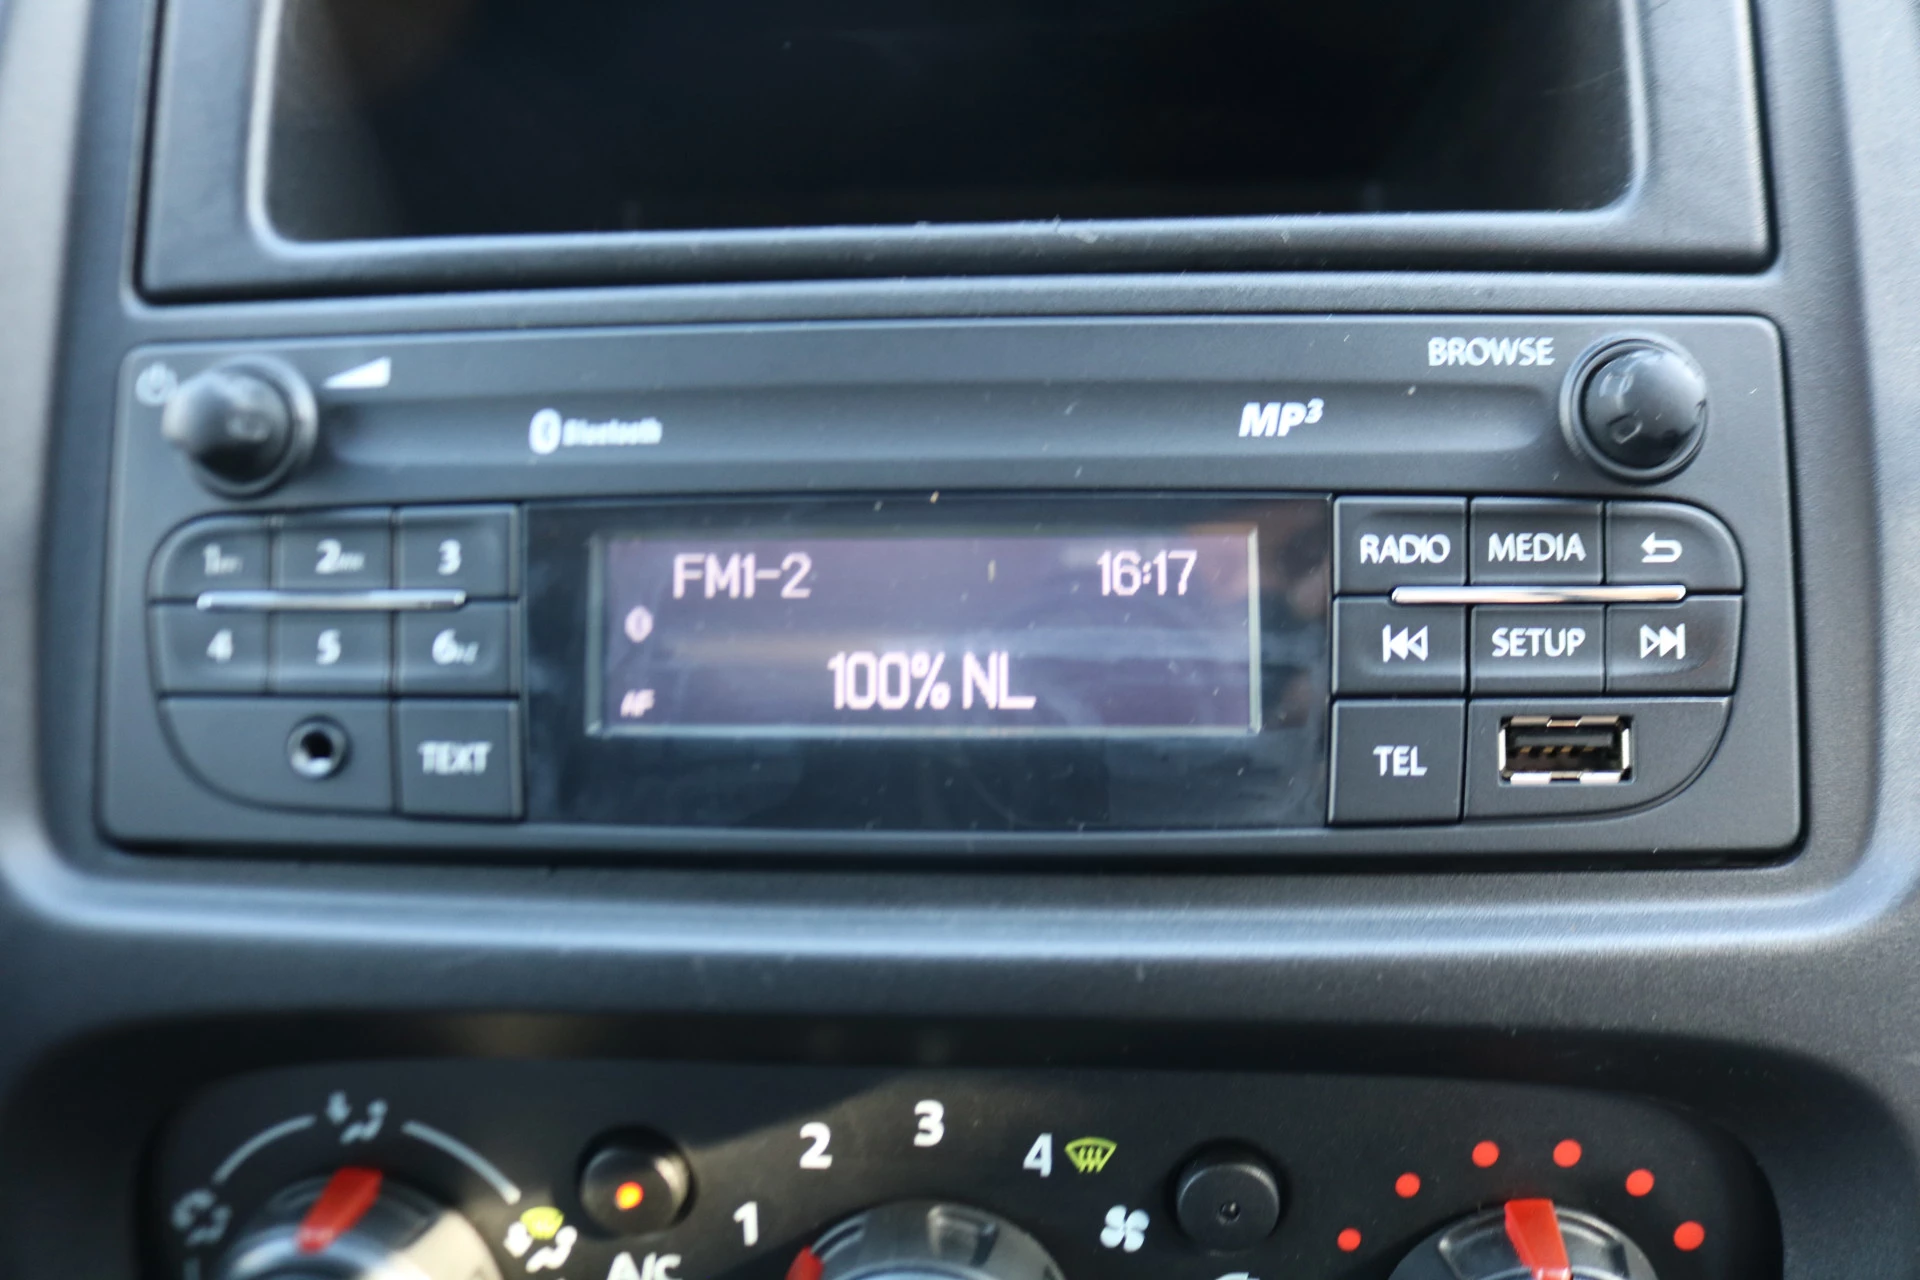 BROWSE
Bluetooth
MP3
1
2
3
RADIO
MEDIA
FM1-2
16:17
4
5
6
SETUP
100% NL
AF
TEXT
TEL
1
2
3
4
A/C